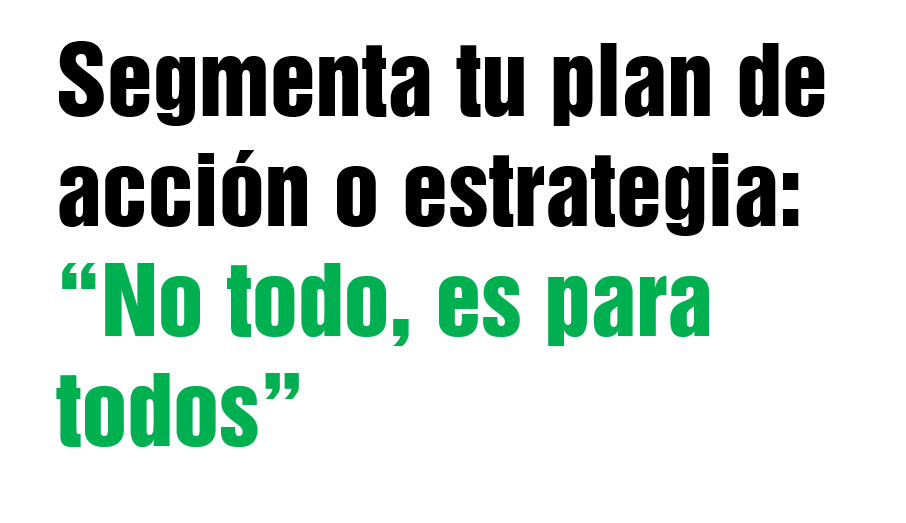 Segmenta tu plan de
acción o estrategia:
“No todo, es para
todos”